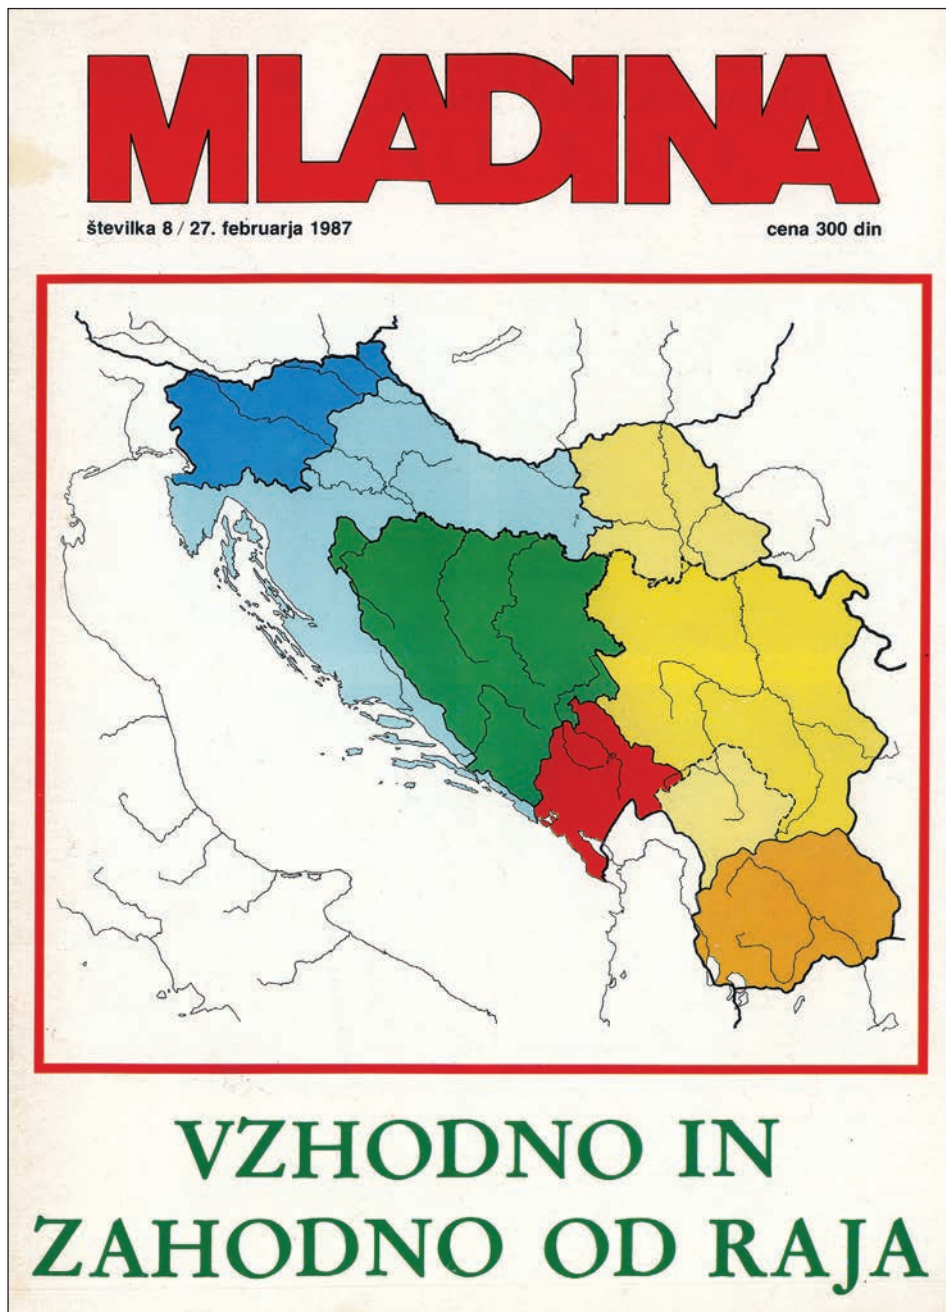 MLADINA
številka 8 / 27. februarja 1987
cena 300 din
VZHODNO IN
ZAHODNO OD RAJA